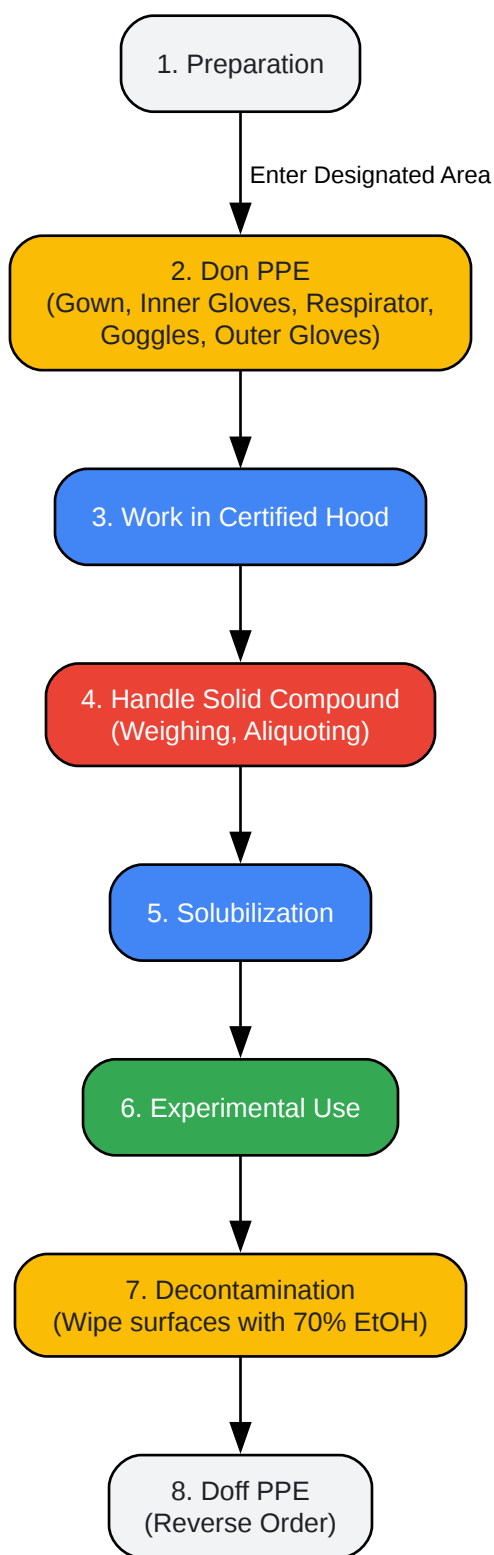 1. Preparation
Enter Designated Area
2. Don PPE
(Gown, Inner Gloves, Respirator,
Goggles, Outer Gloves)
3. Work in Certified Hood
4. Handle Solid Compound
(Weighing, Aliquoting)
5. Solubilization
6. Experimental Use
7. Decontamination
(Wipe surfaces with 70% EtOH)
8. Doff PPE
(Reverse Order)